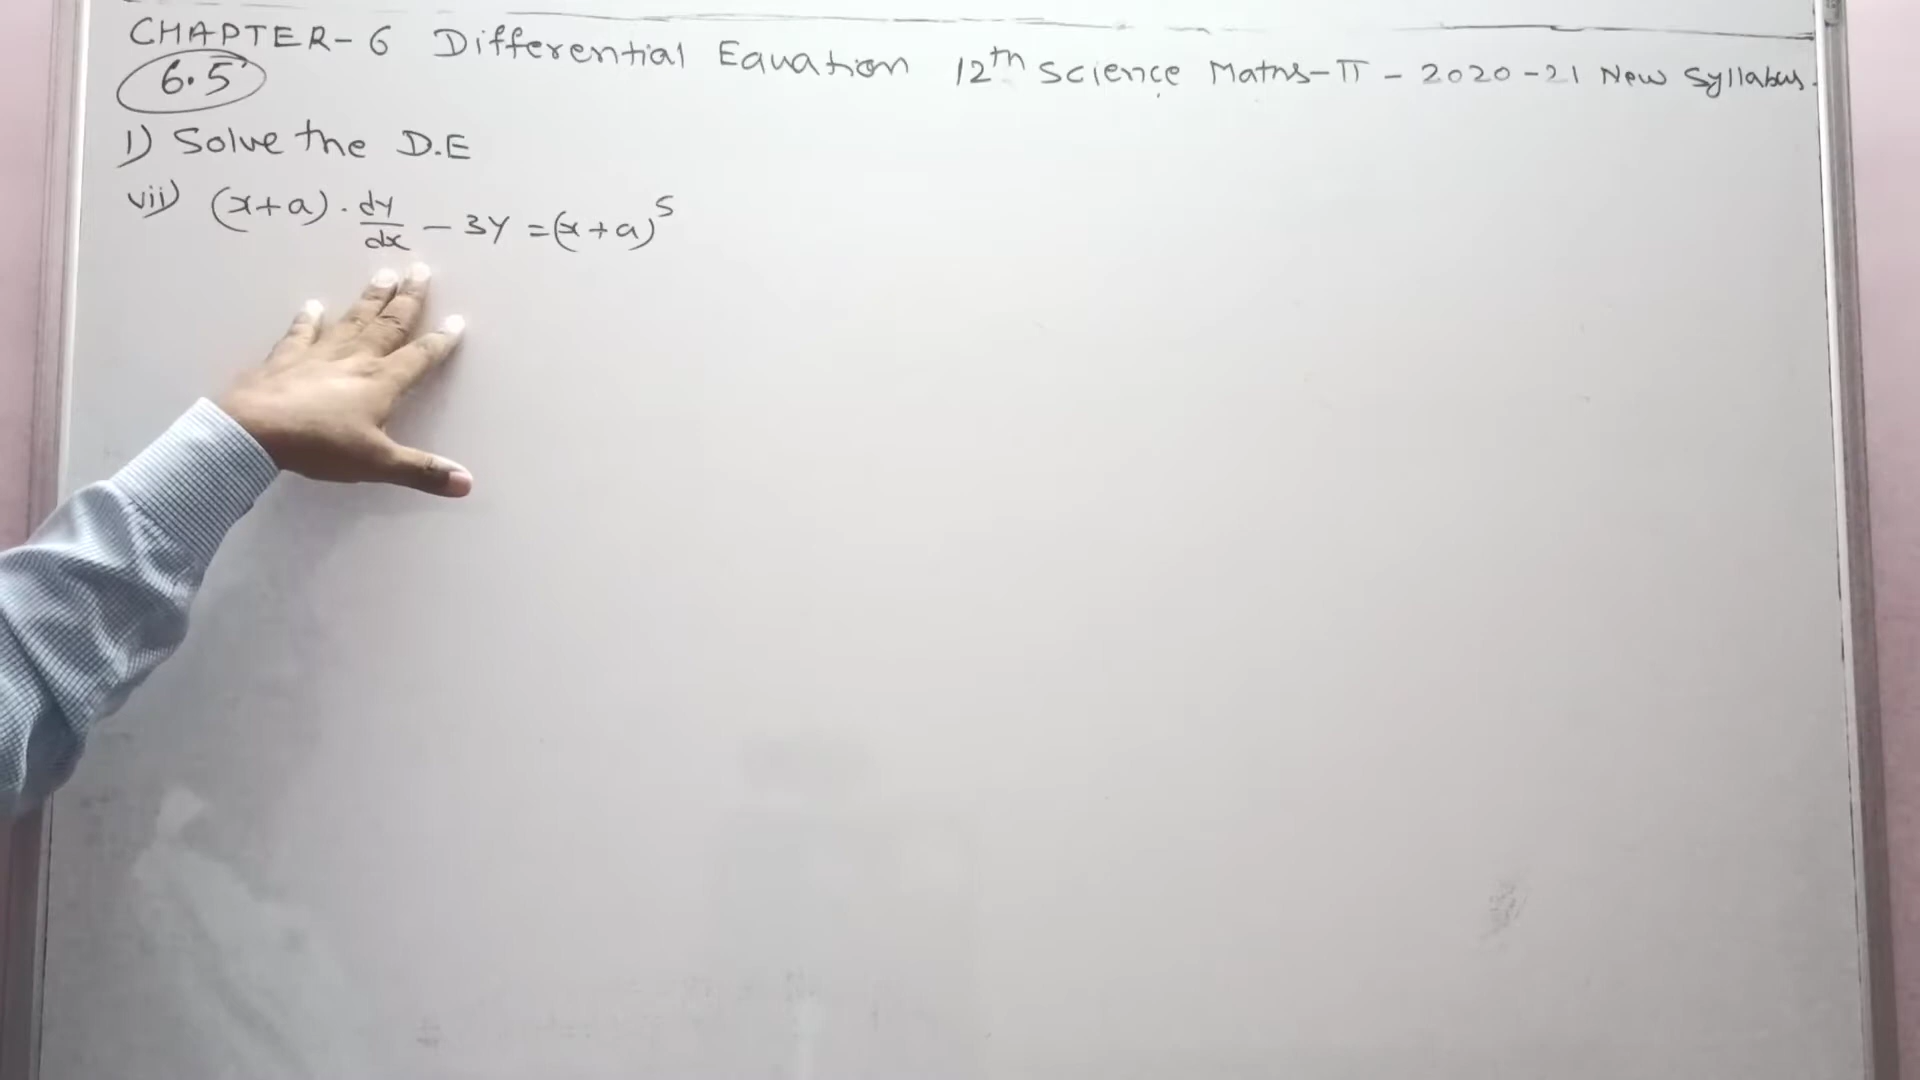 CHAPTER-6 Differential Equation 12th Science Maths-II - 2020-21 New Syllabus.
6.5
1) Solve the D.E
vii) (x+a) · dy/dx - 3y = (x+a)^5